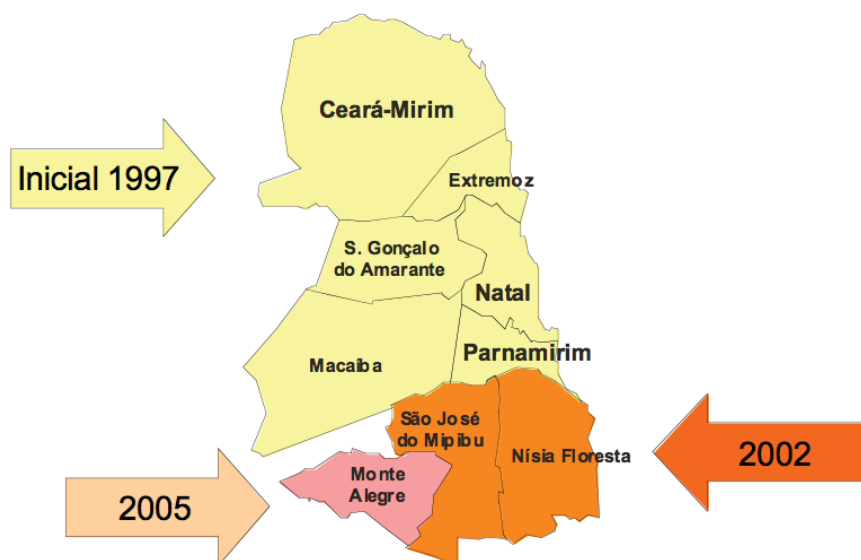 Ceará-Mirim
Inicial 1997
Extremoz
S. Gonçalo
do Amarante
Natal
Parnamirim
Macaiba
São José
do Mipibu
Nísia Floresta
2002
Monte
Alegre
2005